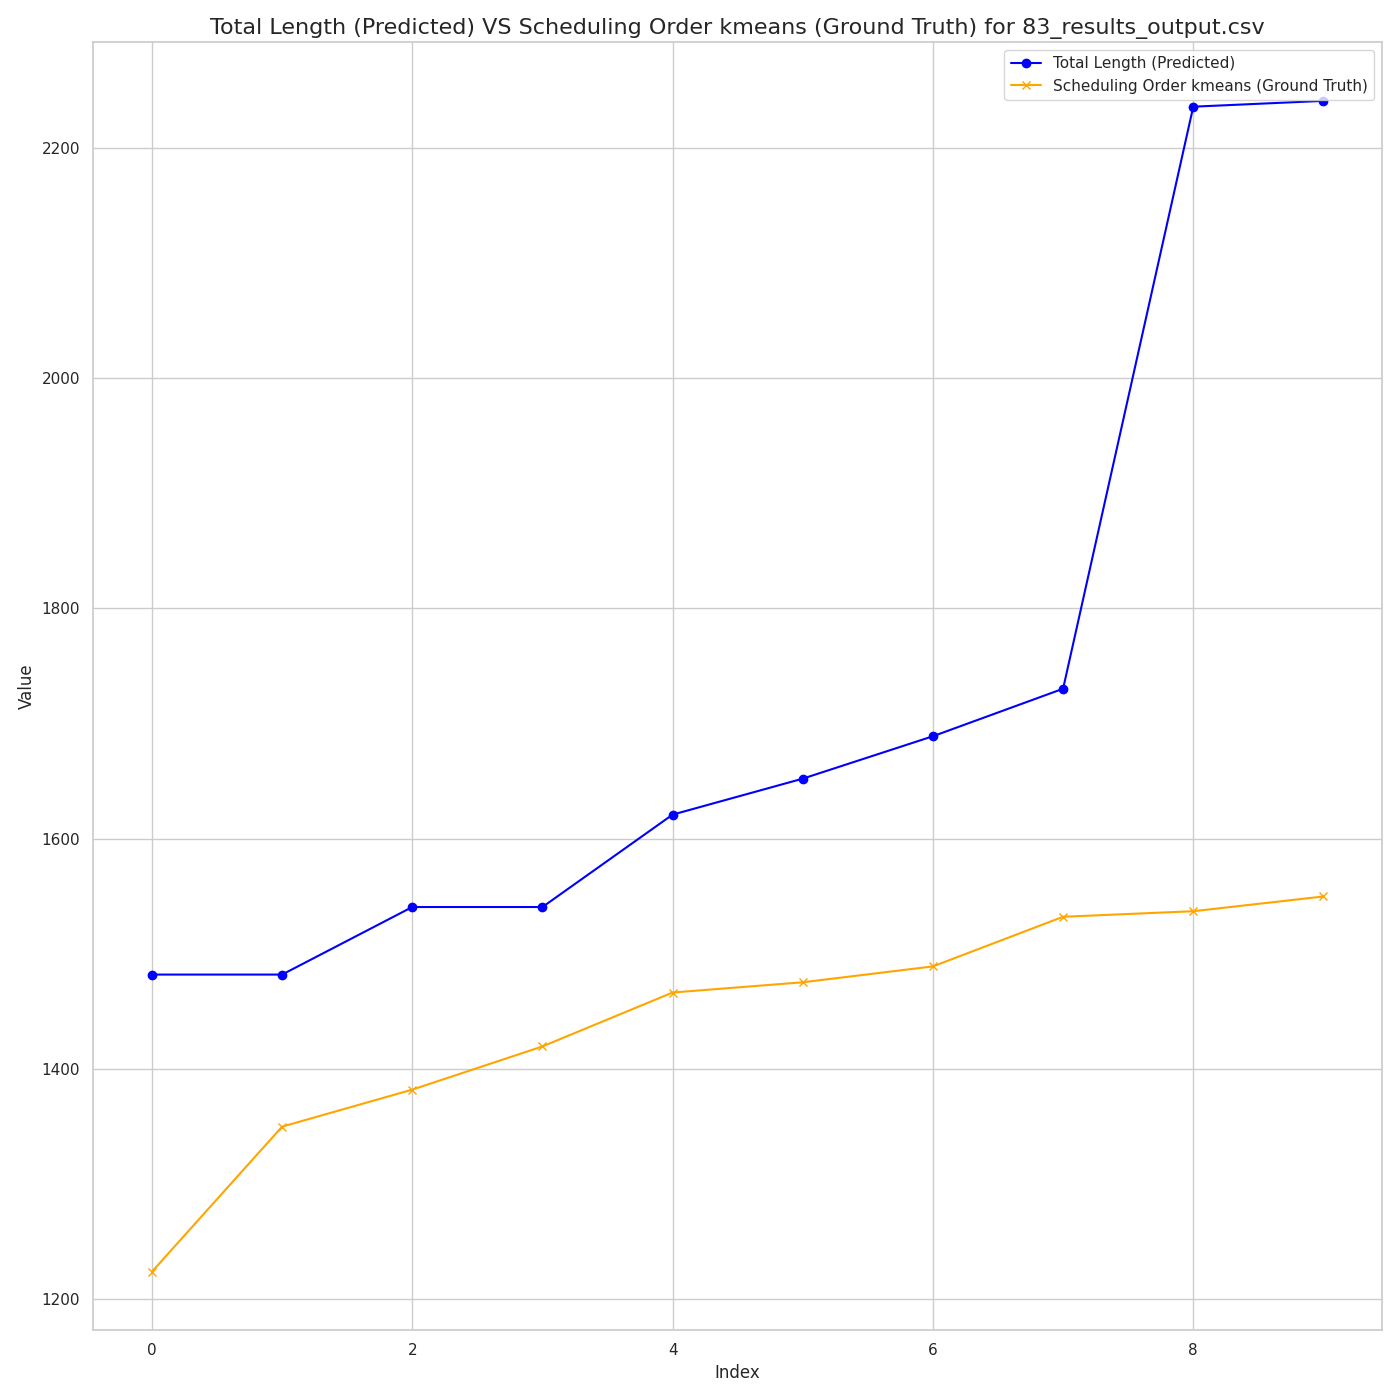 Total Length (Predicted) VS Scheduling Order kmeans (Ground Truth) for 83_results_output.csv
Total Length (Predicted)
Scheduling Order kmeans (Ground Truth)
2200
2000
1800
1600
1400
1200
Value
0 2 4 6 8
Index